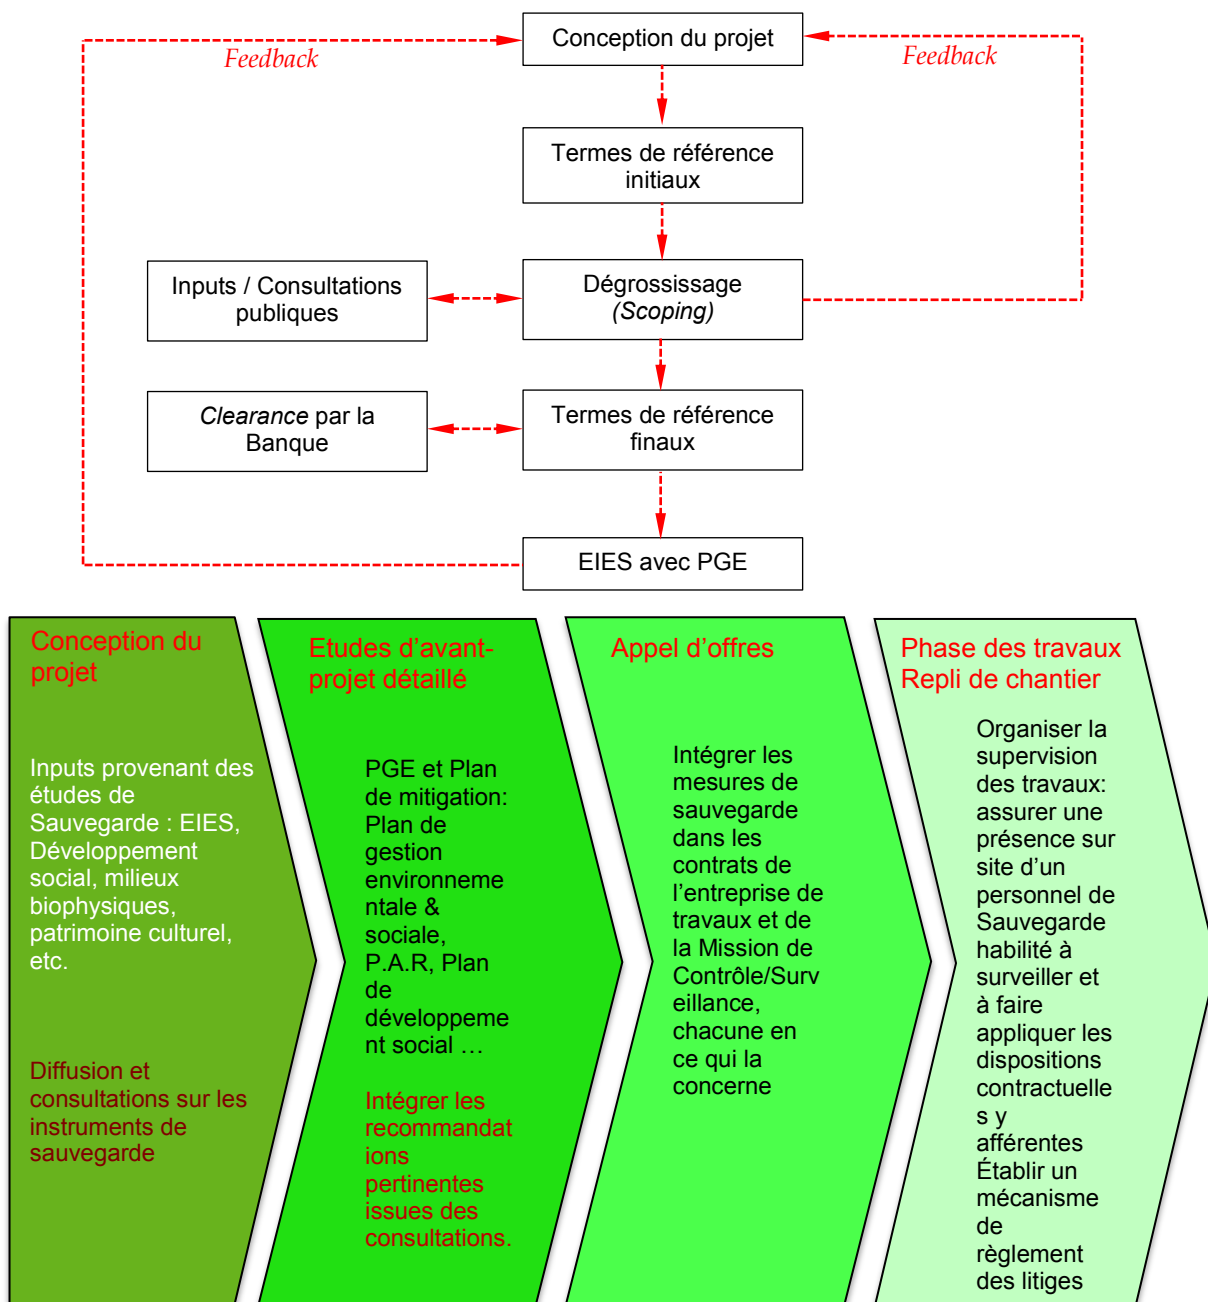 Conception du projet
Feedback
Feedback
Termes de référence
initiaux
Inputs / Consultations
publiques
Dégrossissage
(Scoping)
Clearance par la
Banque
Termes de référence
finaux
EIES avec PGE
Conception du
projet
Inputs provenant des
études de
Sauvegarde : EIES,
Développement
social, milieux
biophysiques,
patrimoine culturel,
etc.
Diffusion et
consultations sur les
instruments de
sauvegarde
Etudes d'avant-
projet détaillé
PGE et Plan
de mitigation:
Plan de
gestion
environneme
ntale &
sociale,
P.A.R, Plan
de
développeme
nt social …
Intégrer les
recommandat
ions
pertinentes
issues des
consultations.
Appel d'offres
Intégrer les
mesures de
sauvegarde
dans les
contrats de
l'entreprise de
travaux et de
la Mission de
Contrôle/Surv
eillance,
chacune en
ce qui la
concerne
Phase des travaux
Repli de chantier
Organiser la
supervision
des travaux:
assurer une
présence sur
site d'un
personnel de
Sauvegarde
habilité à
surveiller et
à faire
appliquer les
dispositions
contractuelle
s y
afférentes
Établir un
mécanisme
de
règlement
des litiges